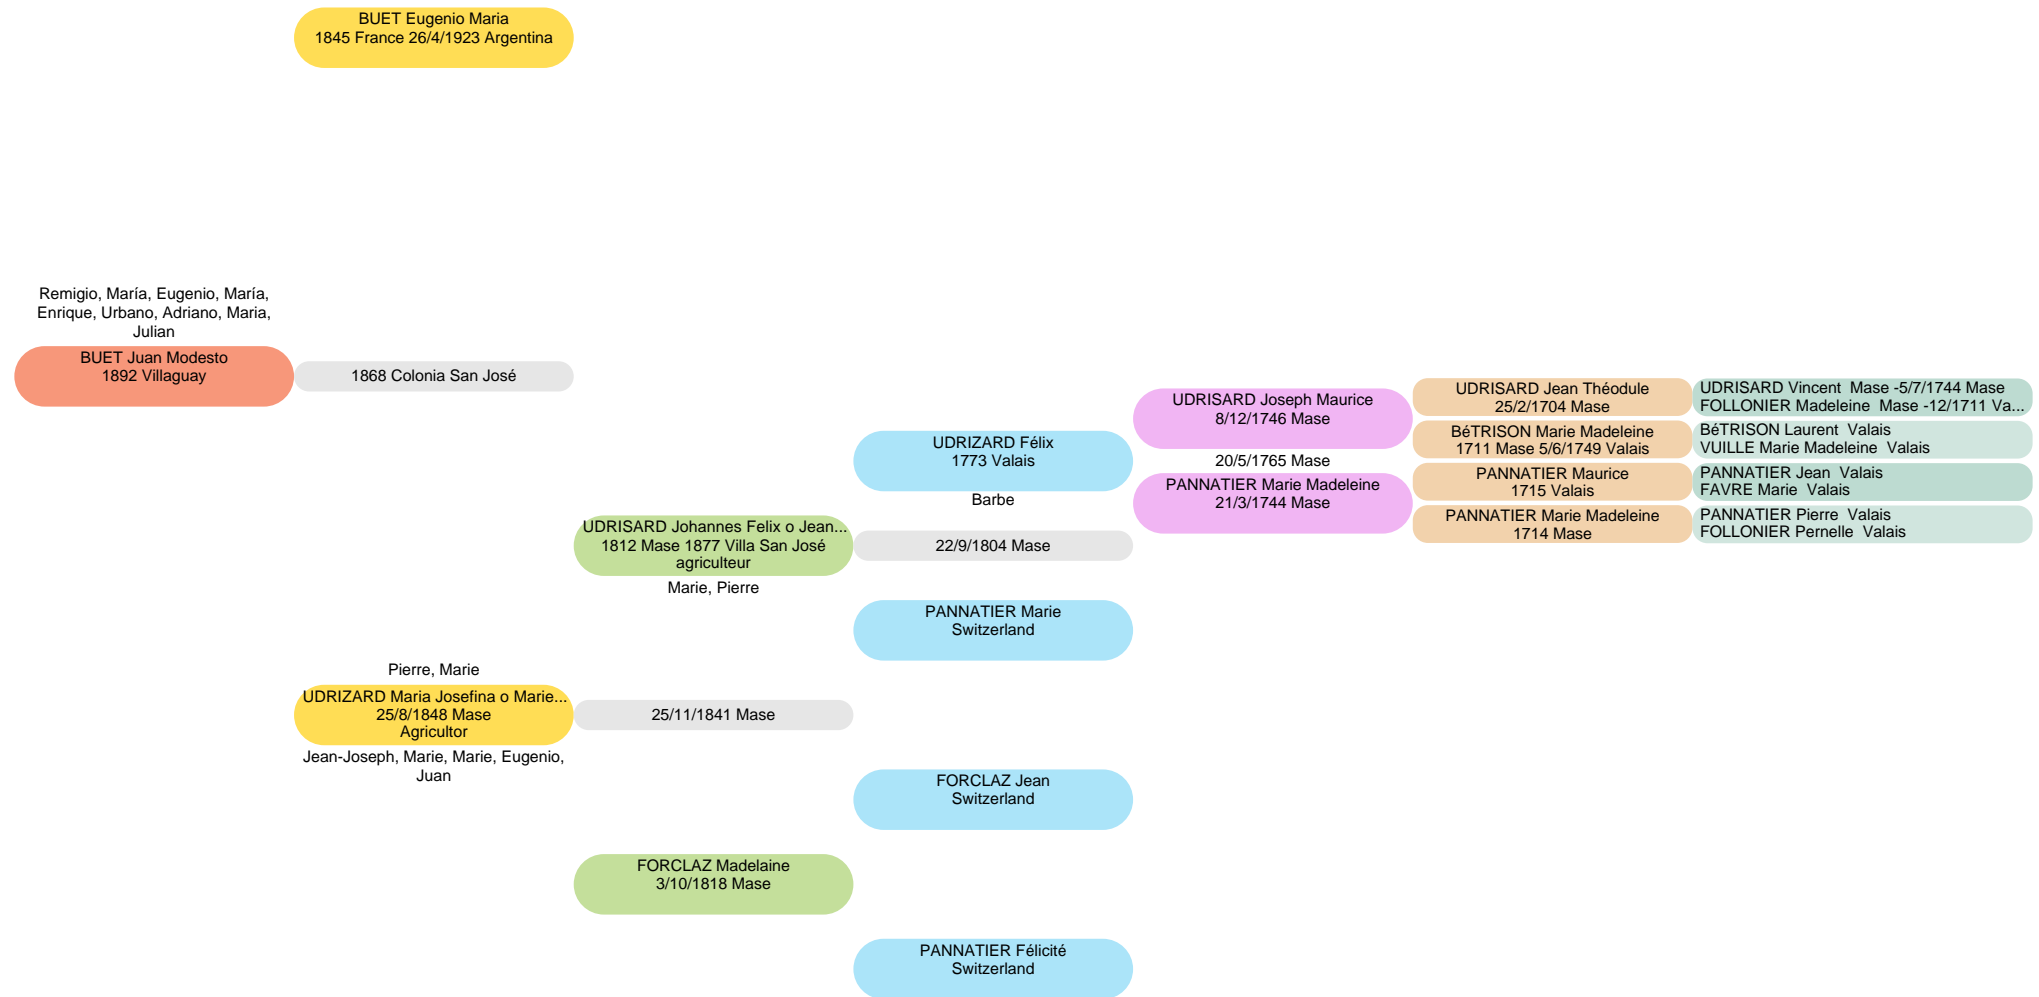 BUET Eugenio Maria
1845 France 26/4/1923 Argentina
Remigio, María, Eugenio, María,
Enrique, Urbano, Adriano, Maria,
Julian
BUET Juan Modesto
1892 Villaguay
1868 Colonia San José
UDRISARD Jean Théodule
25/2/1704 Mase
UDRISARD Vincent  Mase -5/7/1744 Mase
FOLLONIER Madeleine  Mase -12/1711 Va...
UDRISARD Joseph Maurice
8/12/1746 Mase
BéTRISON Marie Madeleine
1711 Mase 5/6/1749 Valais
BéTRISON Laurent  Valais
VUILLE Marie Madeleine  Valais
UDRIZARD Félix
1773 Valais
20/5/1765 Mase
PANNATIER Maurice
1715 Valais
PANNATIER Jean  Valais
FAVRE Marie  Valais
PANNATIER Marie Madeleine
21/3/1744 Mase
Barbe
PANNATIER Marie Madeleine
1714 Mase
PANNATIER Pierre  Valais
FOLLONIER Pernelle  Valais
UDRISARD Johannes Felix o Jean...
1812 Mase 1877 Villa San José
agriculteur
22/9/1804 Mase
Marie, Pierre
PANNATIER Marie
Switzerland
Pierre, Marie
UDRIZARD Maria Josefina o Marie...
25/8/1848 Mase
Agricultor
25/11/1841 Mase
Jean-Joseph, Marie, Marie, Eugenio,
Juan
FORCLAZ Jean
Switzerland
FORCLAZ Madelaine
3/10/1818 Mase
PANNATIER Félicité
Switzerland